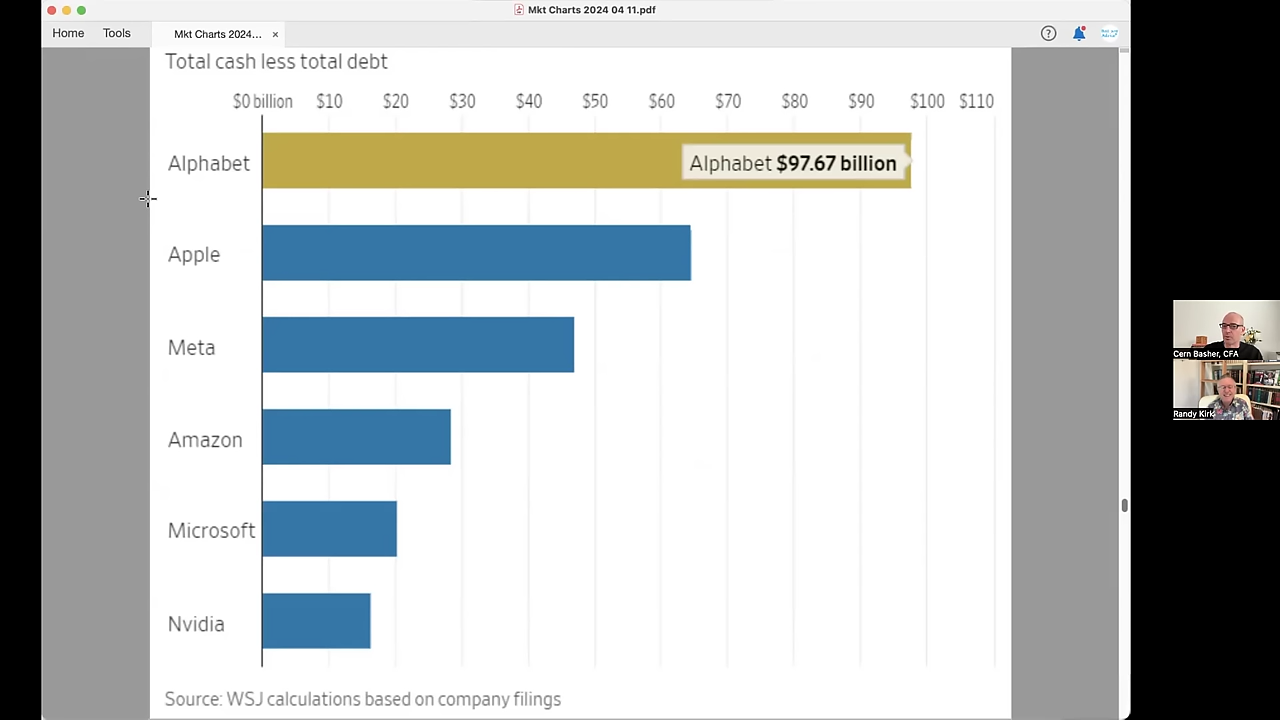 Mkt Charts 2024 04 11.pdf
Home
Tools
Mkt Charts 2024...
Total cash less total debt
$0 billion $10 $20 $30 $40 $50 $60 $70 $80 $90 $100 $110
Alphabet
Alphabet $97.67 billion
Apple
Meta
Amazon
Microsoft
Nvidia
Source: WSJ calculations based on company filings
Cern Basher, CFA
Randy Kirk